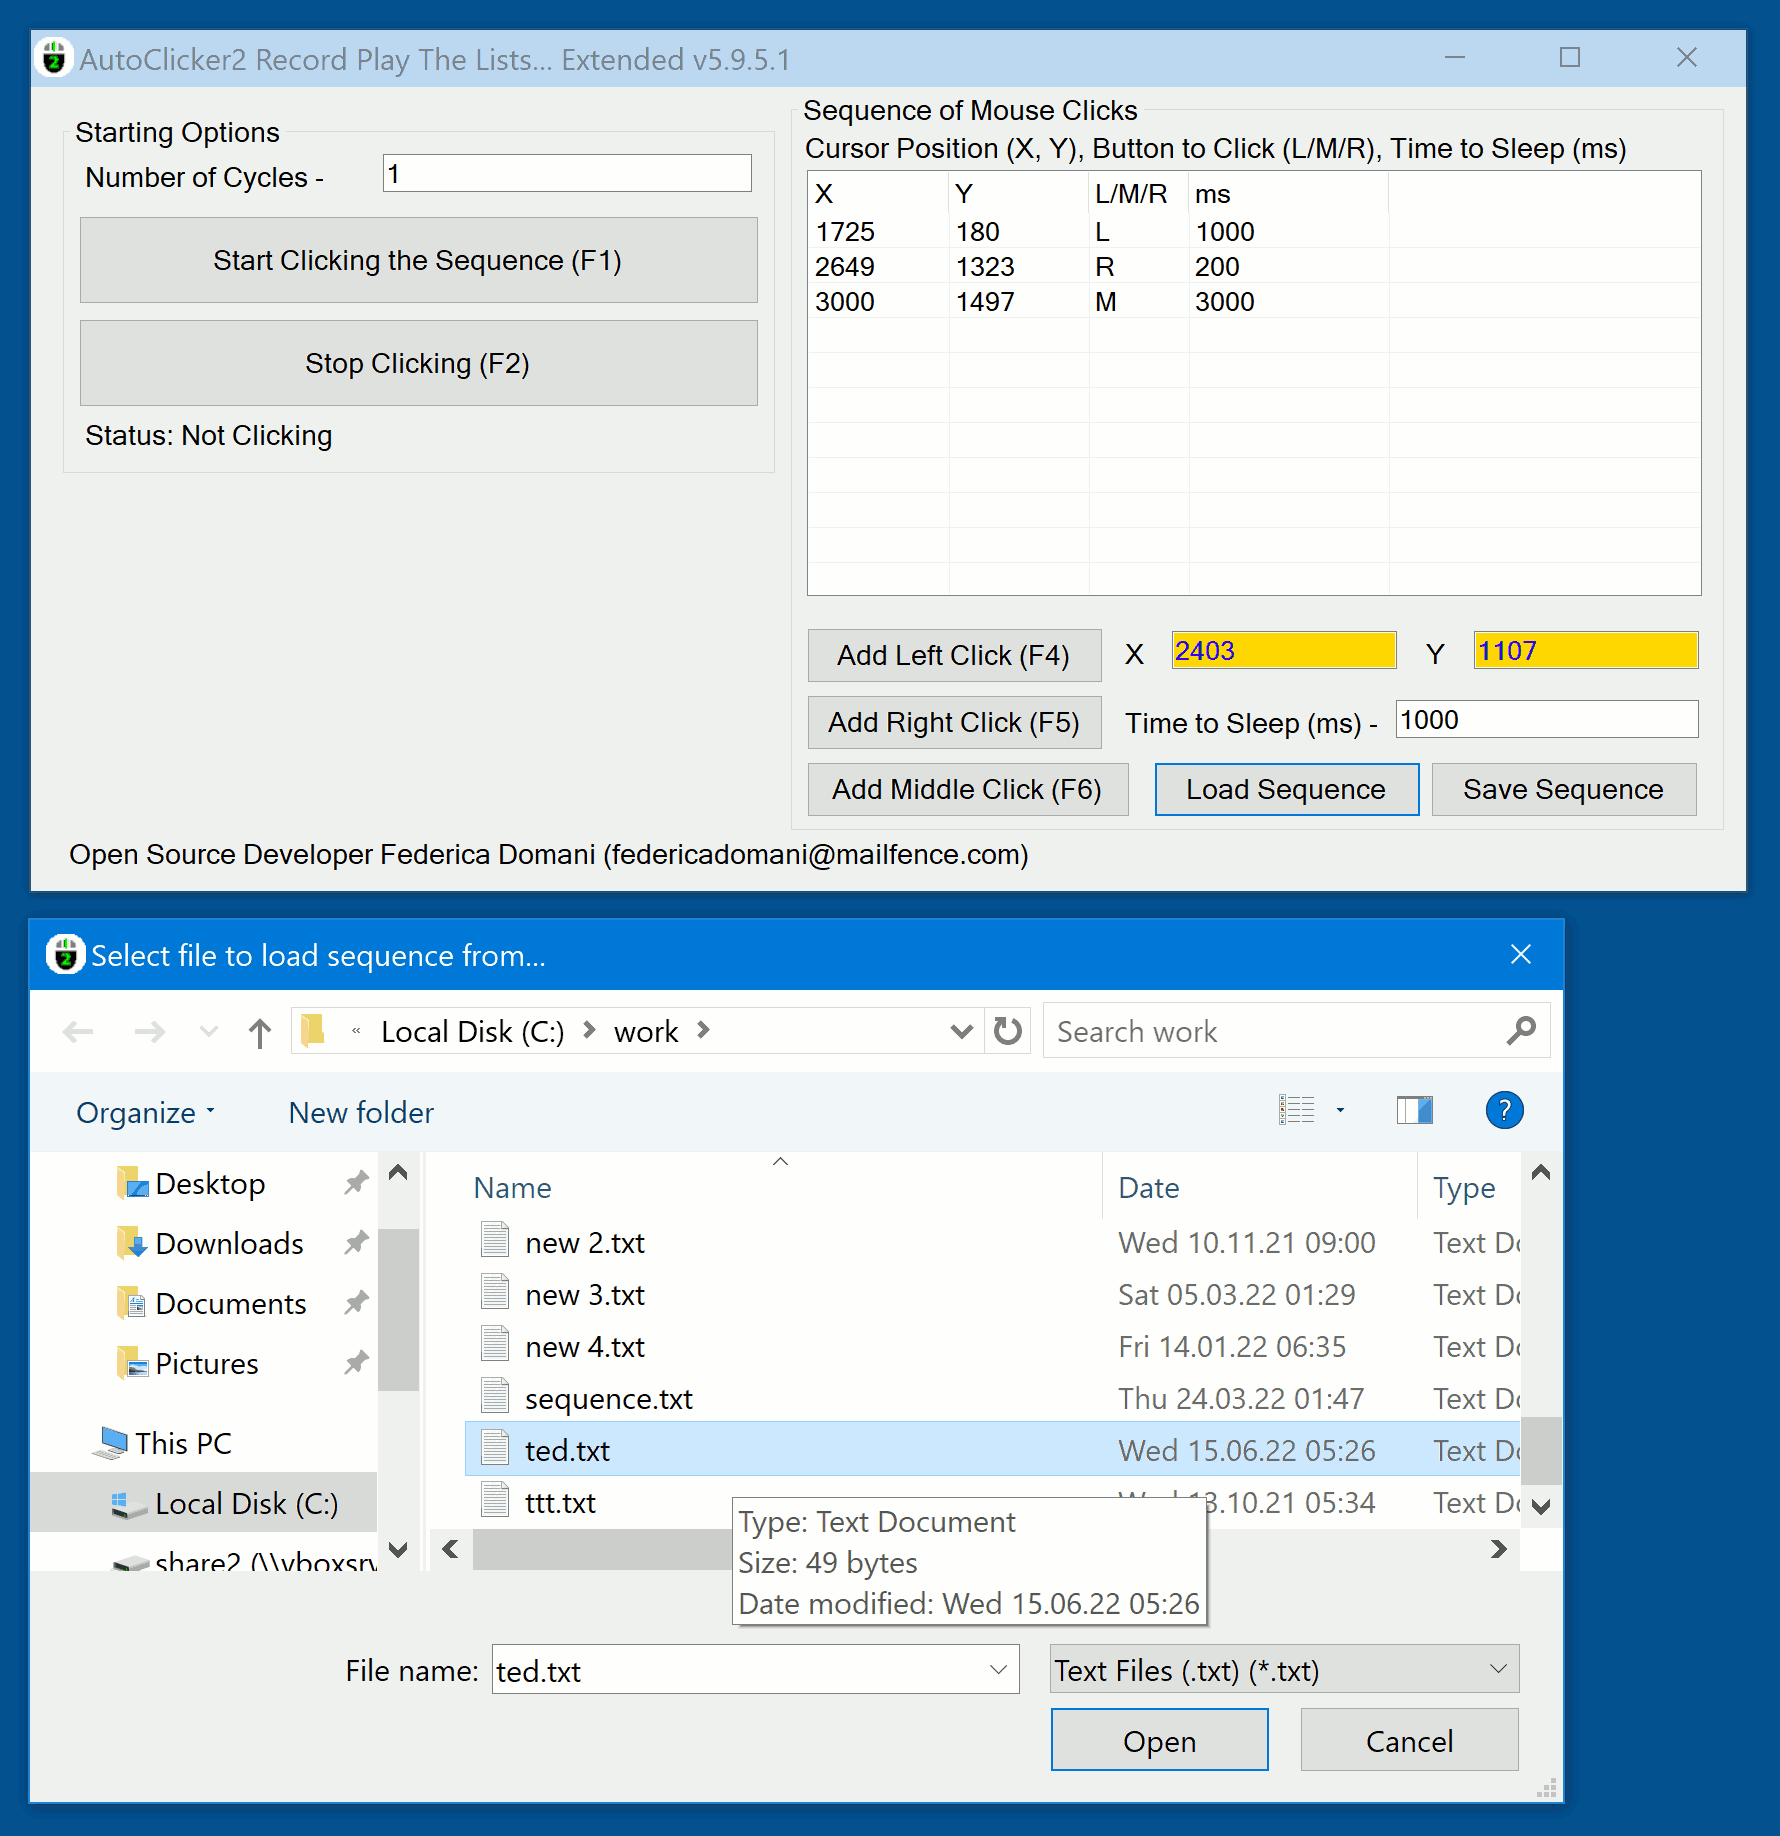 AutoClicker2 Record Play The Lists... Extended v5.9.5.1
Starting Options
Number of Cycles - 1
Start Clicking the Sequence (F1)
Stop Clicking (F2)
Status: Not Clicking
Sequence of Mouse Clicks
Cursor Position (X, Y), Button to Click (L/M/R), Time to Sleep (ms)
X Y L/M/R ms
1725 180 L 1000
2649 1323 R 200
3000 1497 M 3000
Add Left Click (F4) X 2403 Y 1107
Add Right Click (F5) Time to Sleep (ms) - 1000
Add Middle Click (F6) Load Sequence Save Sequence
Open Source Developer Federica Domani (federicadomani@mailfence.com)
Select file to load sequence from...
« Local Disk (C:) > work > Search work
Organize New folder ?
Desktop
Downloads
Documents
Pictures
This PC
Local Disk (C:)
share2 (\\vboxsrv
Name Date Type
new 2.txt Wed 10.11.21 09:00 Text Do
new 3.txt Sat 05.03.22 01:29 Text Do
new 4.txt Fri 14.01.22 06:35 Text Do
sequence.txt Thu 24.03.22 01:47 Text Do
ted.txt Wed 15.06.22 05:26 Text Do
ttt.txt 13.10.21 05:34 Text Do
Type: Text Document
Size: 49 bytes
Date modified: Wed 15.06.22 05:26
File name: ted.txt Text Files (.txt) (*.txt)
Open Cancel